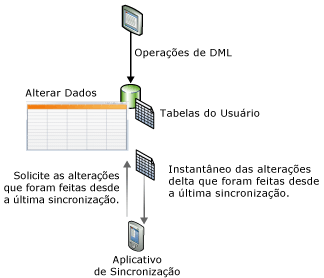 Operações de DML
Alterar Dados
Tabelas do Usuário
Solicite as alterações
que foram feitas desde
a última sincronização.
Instantâneo das alterações
delta que foram feitas desde
a última sincronização.
Aplicativo
de Sincronização